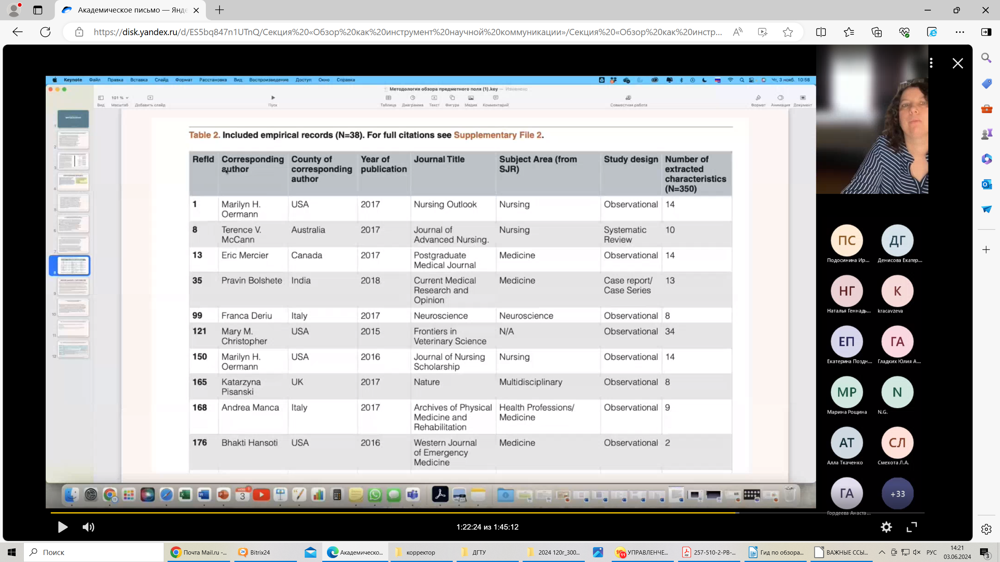 Академическое письмо — Янде
https://disk.yandex.ru/d/ES5bq847n1UTnQ/Секция%20«Обзор%20как%20инструмент%20научной%20коммуникации»/Секция%20«Обзор%20как%20инстр...
Keynote Файл Правка Вставка Слайд Формат Расстановка Вид Воспроизведение Доступ Окно Справка
Чт, 3 нояб. 10:58
Методология обзора предметного поля (1).key — Изменено
101 %
Вид Масштаб Добавить слайд Пуск Таблица Диаграмма Текст Фигура Медиа Комментарий Совместная работа Формат Анимация Документ
1
2
3
4
5
6
7
8
9
10
11
12
Table 2. Included empirical records (N=38). For full citations see Supplementary File 2.
RefId Corresponding author County of corresponding author Year of publication Journal Title Subject Area (from SJR) Study design Number of extracted characteristics (N=350)
1 Marilyn H. Oermann USA 2017 Nursing Outlook Nursing Observational 14
8 Terence V. McCann Australia 2017 Journal of Advanced Nursing. Nursing Systematic Review 10
13 Eric Mercier Canada 2017 Postgraduate Medical Journal Medicine Observational 14
35 Pravin Bolshete India 2018 Current Medical Research and Opinion Medicine Case report/ Case Series 13
99 Franca Deriu Italy 2017 Neuroscience Neuroscience Observational 8
121 Mary M. Christopher USA 2015 Frontiers in Veterinary Science N/A Observational 34
150 Marilyn H. Oermann USA 2016 Journal of Nursing Scholarship Nursing Observational 14
165 Katarzyna Pisanski UK 2017 Nature Multidisciplinary Observational 8
168 Andrea Manca Italy 2017 Archives of Physical Medicine and Rehabilitation Health Professions/ Medicine Observational 9
176 Bhakti Hansoti USA 2016 Western Journal of Emergency Medicine Medicine Observational 2
ПС ДГ
Подосинина Ир... Денисова Екатер...
НГ К
Наталья Геннадь... kracavzeva
ЕП ГА
Екатерина Поздн... Гладких Юлия А...
МР N
Марина Рощина N.G.
АТ СЛ
Алла Ткаченко Смехота Л.А.
ГА +33
Гордеева Анаста...
1:22:24 из 1:45:12
Поиск
Почта Mail.ru -...
Bitrix24
Академическо...
корректор
ДГТУ
2024 120г_300...
УПРАВЛЕНЧЕ...
257-510-2-PB-...
Гид по обзора...
ВАЖНЫЕ ССЫ...
РУС
14:21
03.06.2024
3